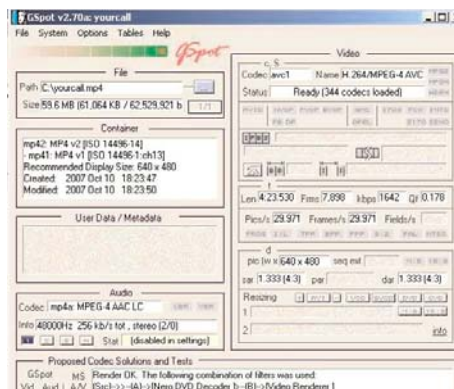 GSpot v2.70a: yourcall
File System Options Tables Help
GSpot
File
Path C:\yourcall.mp4
Size 59.6 MB (61,064 KB / 62,529,921 b 1/1
Container
mp42: MP4 v2 [ISO 14496-14]
- mp41: MP4 v1 [ISO 14496-1:ch13]
Recommended Display Size: 640 x 480
Created: 2007 Oct 10 18:23:47
Modified: 2007 Oct 10 18:23:50
User Data / Metadata
Audio
Codec mp4a: MPEG-4 AAC LC
Info 48000Hz 256 kb/s tot , stereo (2/0)
Stat (disabled in settings)
Video
Codec avc1 Name H.264/MPEG-4 AVC
Status Ready (344 codecs loaded)
Len 4:23.530 Frms 7,898 kbps 1642 Qf 0.178
Pics/s 29.971 Frames/s 29.971 Fields/s
pic (w x 640 x 480
sar 1.333 (4:3) par dar 1.333 (4:3)
Resizing
1
2 info
Proposed Codec Solutions and Tests
GSpot MS Render OK. The following combination of filters was used:
Vid Aud A/V (Src)-->>-(A)->(Nero DVD Decoder b--(B)->(Video Renderer )